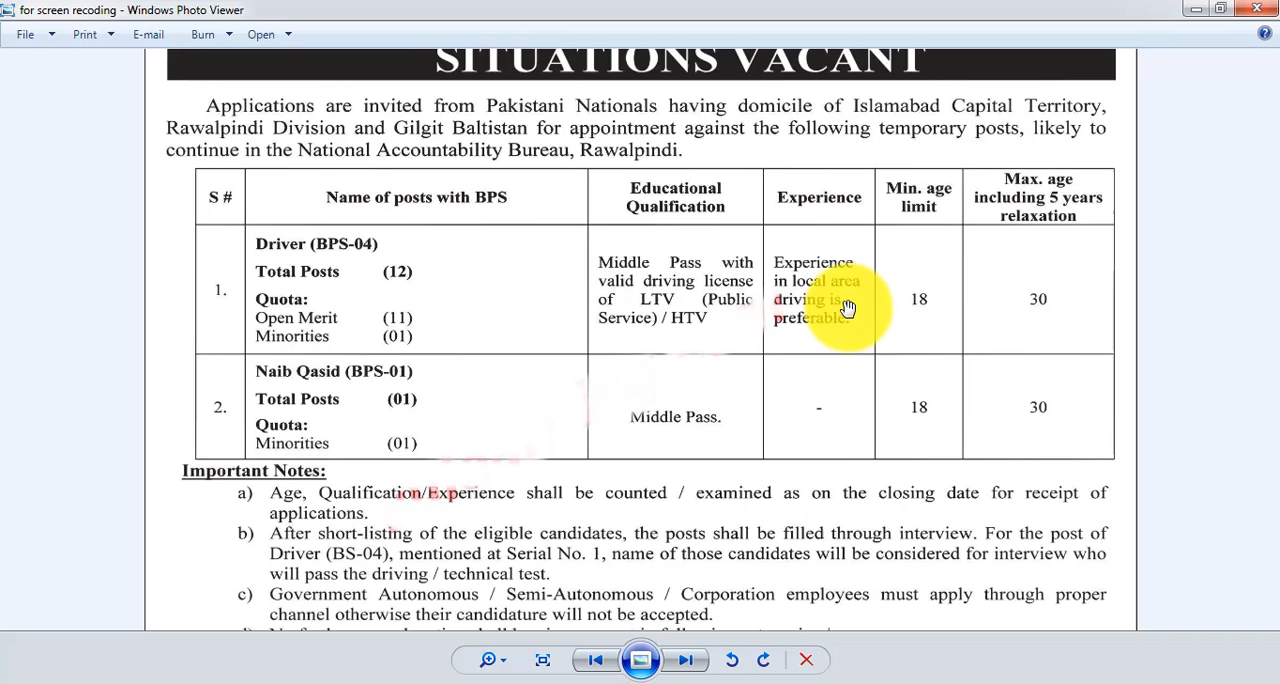 for screen recoding - Windows Photo Viewer
File Print E-mail Burn Open
SITUATIONS VACANT
Applications are invited from Pakistani Nationals having domicile of Islamabad Capital Territory,
Rawalpindi Division and Gilgit Baltistan for appointment against the following temporary posts, likely to
continue in the National Accountability Bureau, Rawalpindi.
S # Name of posts with BPS Educational Qualification Experience Min. age limit Max. age including 5 years relaxation
1.
Driver (BPS-04)
Total Posts (12)
Quota:
Open Merit (11)
Minorities (01)
Middle Pass with
valid driving license
of LTV (Public
Service) / HTV
Experience
in local area
driving is
preferable.
18
30
2.
Naib Qasid (BPS-01)
Total Posts (01)
Quota:
Minorities (01)
Middle Pass.
-
18
30
Important Notes:
a) Age, Qualification/Experience shall be counted / examined as on the closing date for receipt of
applications.
b) After short-listing of the eligible candidates, the posts shall be filled through interview. For the post of
Driver (BS-04), mentioned at Serial No. 1, name of those candidates will be considered for interview who
will pass the driving / technical test.
c) Government Autonomous / Semi-Autonomous / Corporation employees must apply through proper
channel otherwise their candidature will not be accepted.